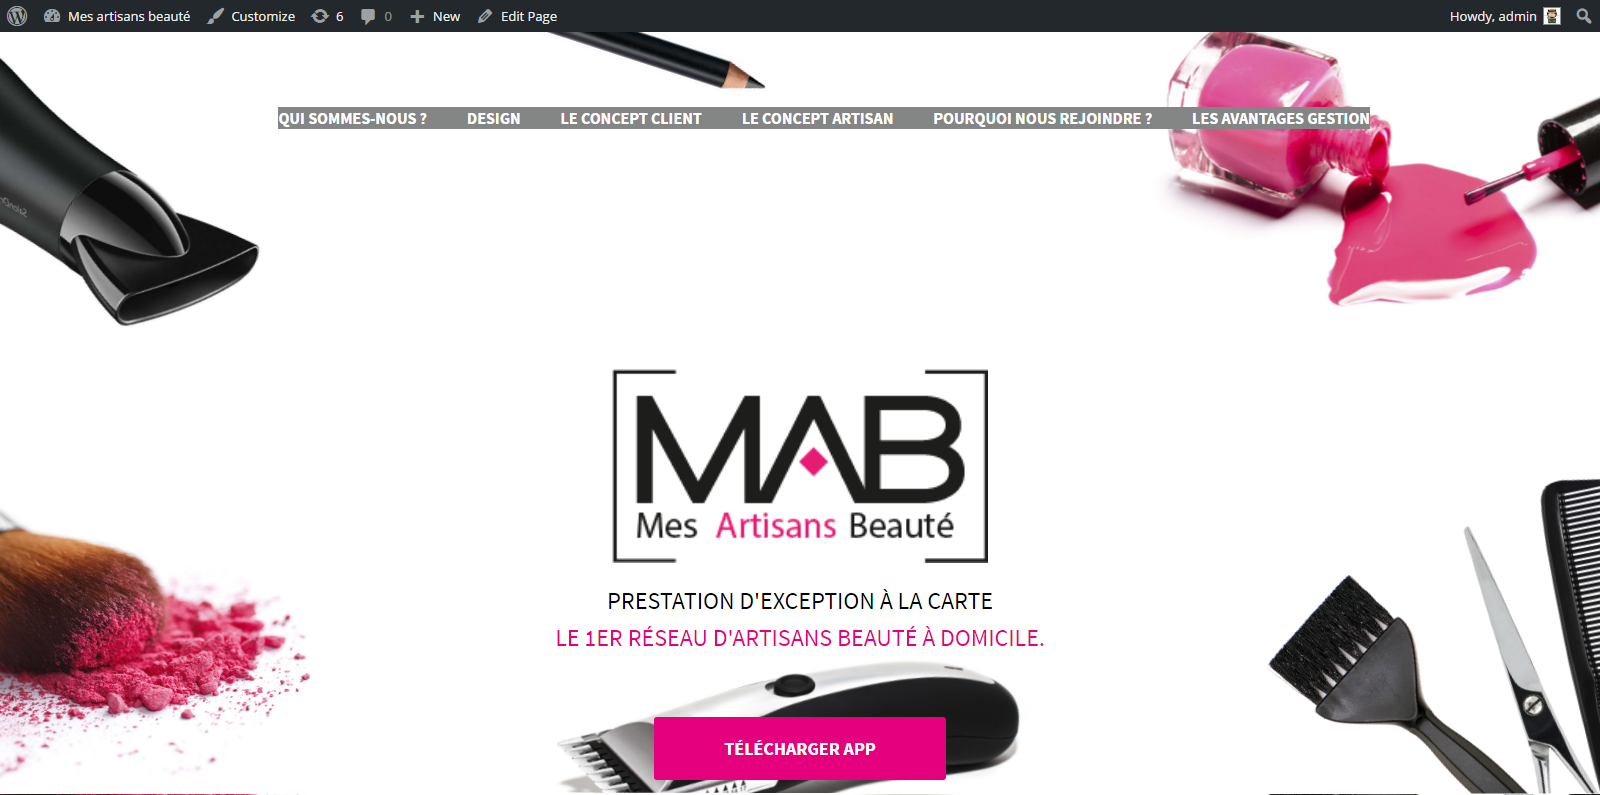 Mes artisans beauté Customize 6 0 New Edit Page Howdy, admin
QUI SOMMES-NOUS ? DESIGN LE CONCEPT CLIENT LE CONCEPT ARTISAN POURQUOI NOUS REJOINDRE ? LES AVANTAGES GESTION
MAB
Mes Artisans Beauté
PRESTATION D'EXCEPTION À LA CARTE
LE 1ER RÉSEAU D'ARTISANS BEAUTÉ À DOMICILE.
TÉLÉCHARGER APP